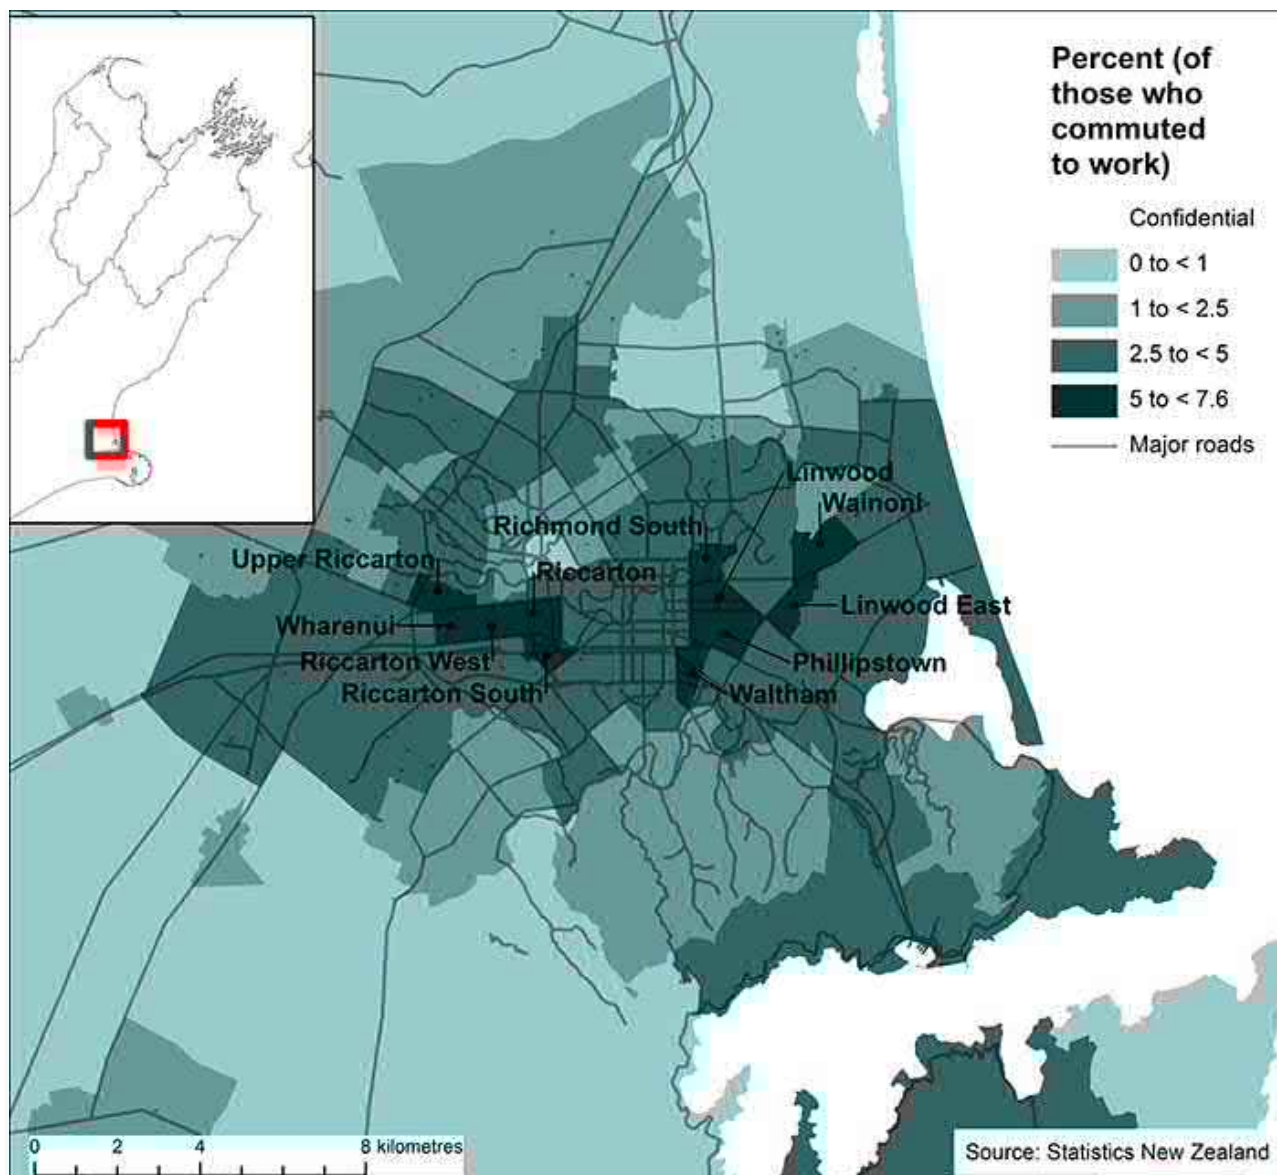 Percent (of
those who
commuted
to work)
Confidential
0 to < 1
1 to < 2.5
2.5 to < 5
5 to < 7.6
Major roads
Linwood
Wainoni
Richmond South
Upper Riccarton
Riccarton
Linwood East
Wharenui
Riccarton West
Phillipstown
Riccarton South
Waltham
0 2 4 8 kilometres
Source: Statistics New Zealand